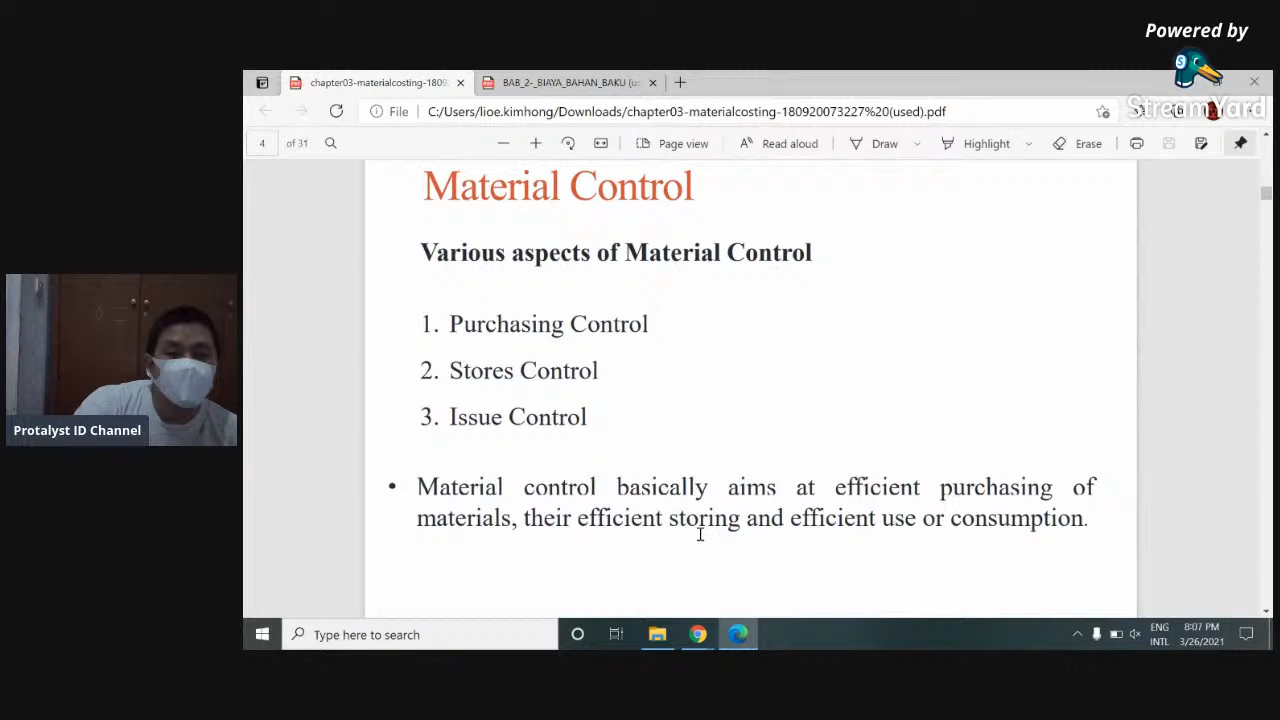 Powered by
StreamYard
chapter03-materialcosting-1809
BAB_2-_BIAYA_BAHAN_BAKU (u
File
C:/Users/lioe.kimhong/Downloads/chapter03-materialcosting-180920073227%20(used).pdf
4 of 31
Page view
Read aloud
Draw
Highlight
Erase
Material Control
Various aspects of Material Control
1. Purchasing Control
2. Stores Control
3. Issue Control
• Material control basically aims at efficient purchasing of
materials, their efficient storing and efficient use or consumption.
Protalyst ID Channel
Type here to search
ENG
INTL
8:07 PM
3/26/2021